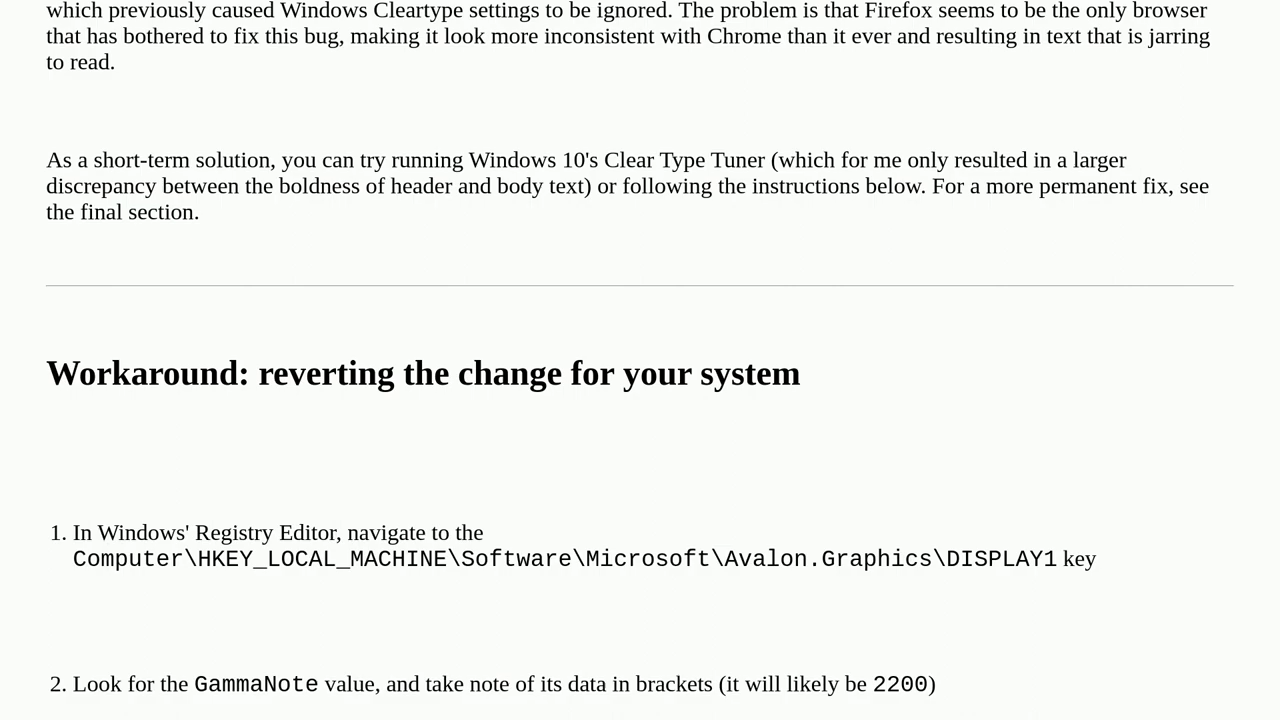 which previously caused Windows Cleartype settings to be ignored. The problem is that Firefox seems to be the only browser
that has bothered to fix this bug, making it look more inconsistent with Chrome than it ever and resulting in text that is jarring
to read.
As a short-term solution, you can try running Windows 10's Clear Type Tuner (which for me only resulted in a larger
discrepancy between the boldness of header and body text) or following the instructions below. For a more permanent fix, see
the final section.
Workaround: reverting the change for your system
1. In Windows' Registry Editor, navigate to the
Computer\HKEY_LOCAL_MACHINE\Software\Microsoft\Avalon.Graphics\DISPLAY1 key
2. Look for the GammaNote value, and take note of its data in brackets (it will likely be 2200)